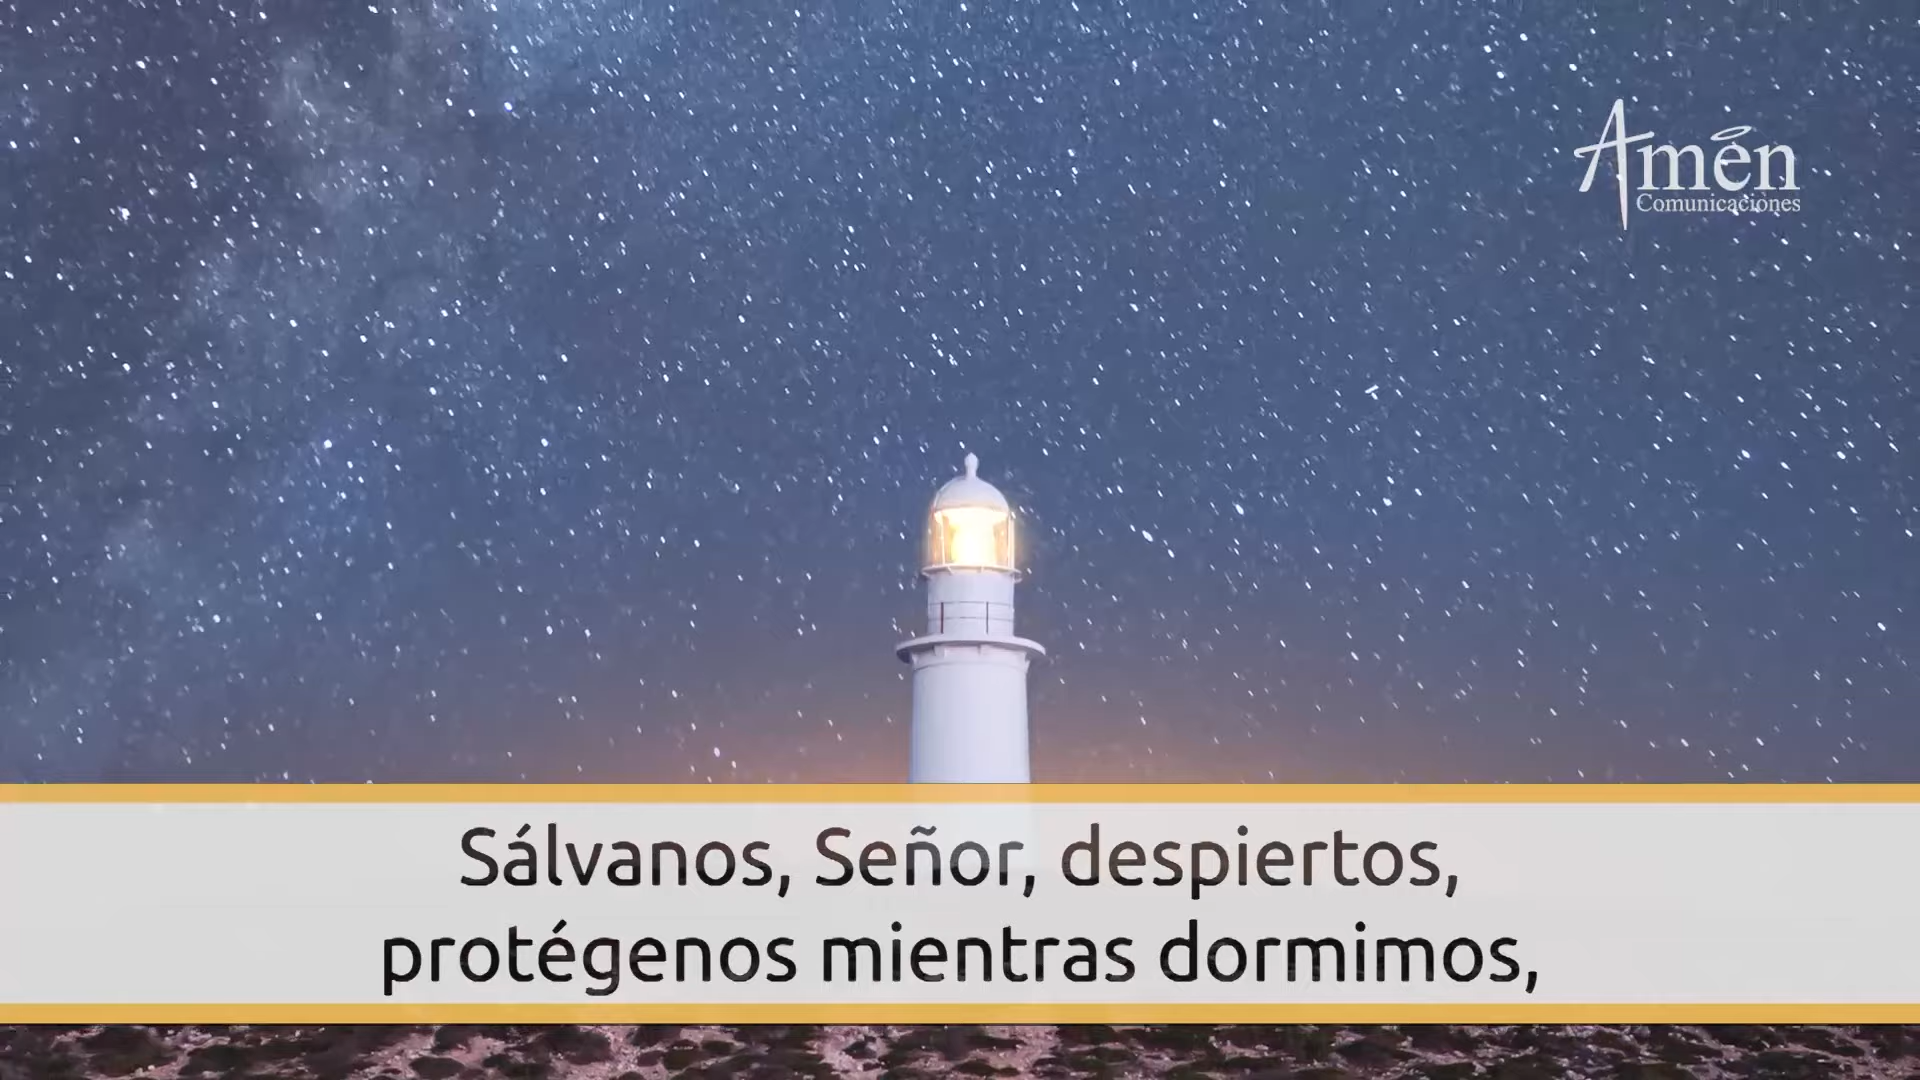 Amén
Comunicaciones
Sálvanos, Señor, despiertos,
protégenos mientras dormimos,